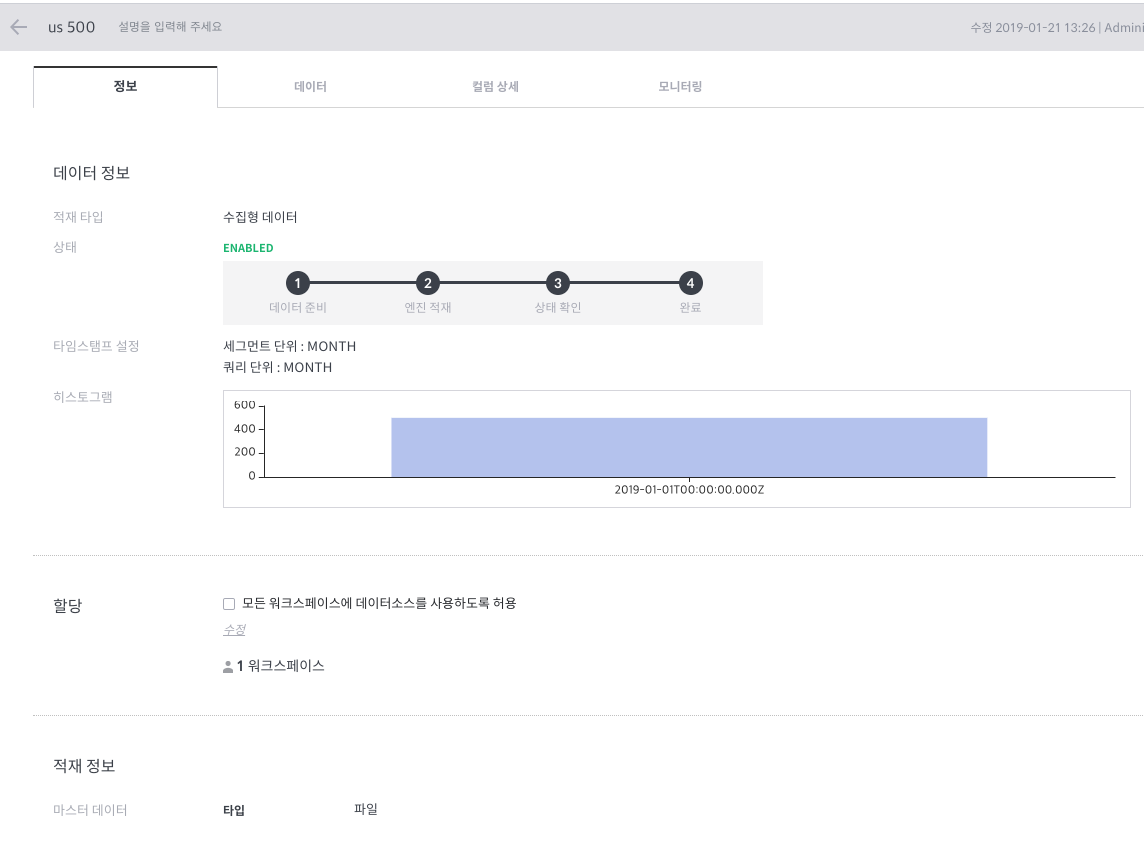 us 500 설명을 입력해 주세요 수정 2019-01-21 13:26 | Admini
정보 데이터 컬럼 상세 모니터링
데이터 정보
적재 타입 수집형 데이터
상태 ENABLED
1 2 3 4
데이터 준비 엔진 적재 상태 확인 완료
타임스탬프 설정 세그먼트 단위 : MONTH
쿼리 단위 : MONTH
히스토그램
600
400
200
0
2019-01-01T00:00:00.000Z
할당 모든 워크스페이스에 데이터소스를 사용하도록 허용
수정
1 워크스페이스
적재 정보
마스터 데이터 타입 파일